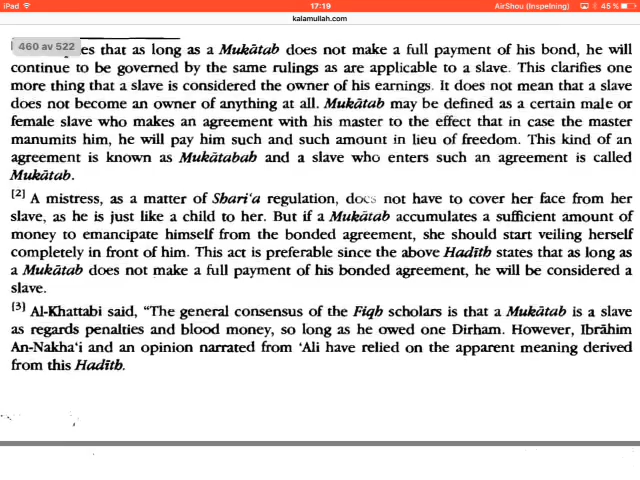 iPad
17:19
AirShou (Inspelning)
45 %
kalamullah.com
460 av 522
es that as long as a Mukātab does not make a full payment of his bond, he will
continue to be governed by the same rulings as are applicable to a slave. This clarifies one
more thing that a slave is considered the owner of his earnings. It does not mean that a slave
does not become an owner of anything at all. Mukātab may be defined as a certain male or
female slave who makes an agreement with his master to the effect that in case the master
manumits him, he will pay him such and such amount in lieu of freedom. This kind of an
agreement is known as Mukātabah and a slave who enters such an agreement is called
Mukātab.
[2] A mistress, as a matter of Shari'a regulation, does not have to cover her face from her
slave, as he is just like a child to her. But if a Mukātab accumulates a sufficient amount of
money to emancipate himself from the bonded agreement, she should start veiling herself
completely in front of him. This act is preferable since the above Hadīth states that as long as
a Mukātab does not make a full payment of his bonded agreement, he will be considered a
slave.
[3] Al-Khattabi said, "The general consensus of the Fiqh scholars is that a Mukātab is a slave
as regards penalties and blood money, so long as he owed one Dirham. However, Ibrāhim
An-Nakha'i and an opinion narrated from 'Ali have relied on the apparent meaning derived
from this Hadīth.